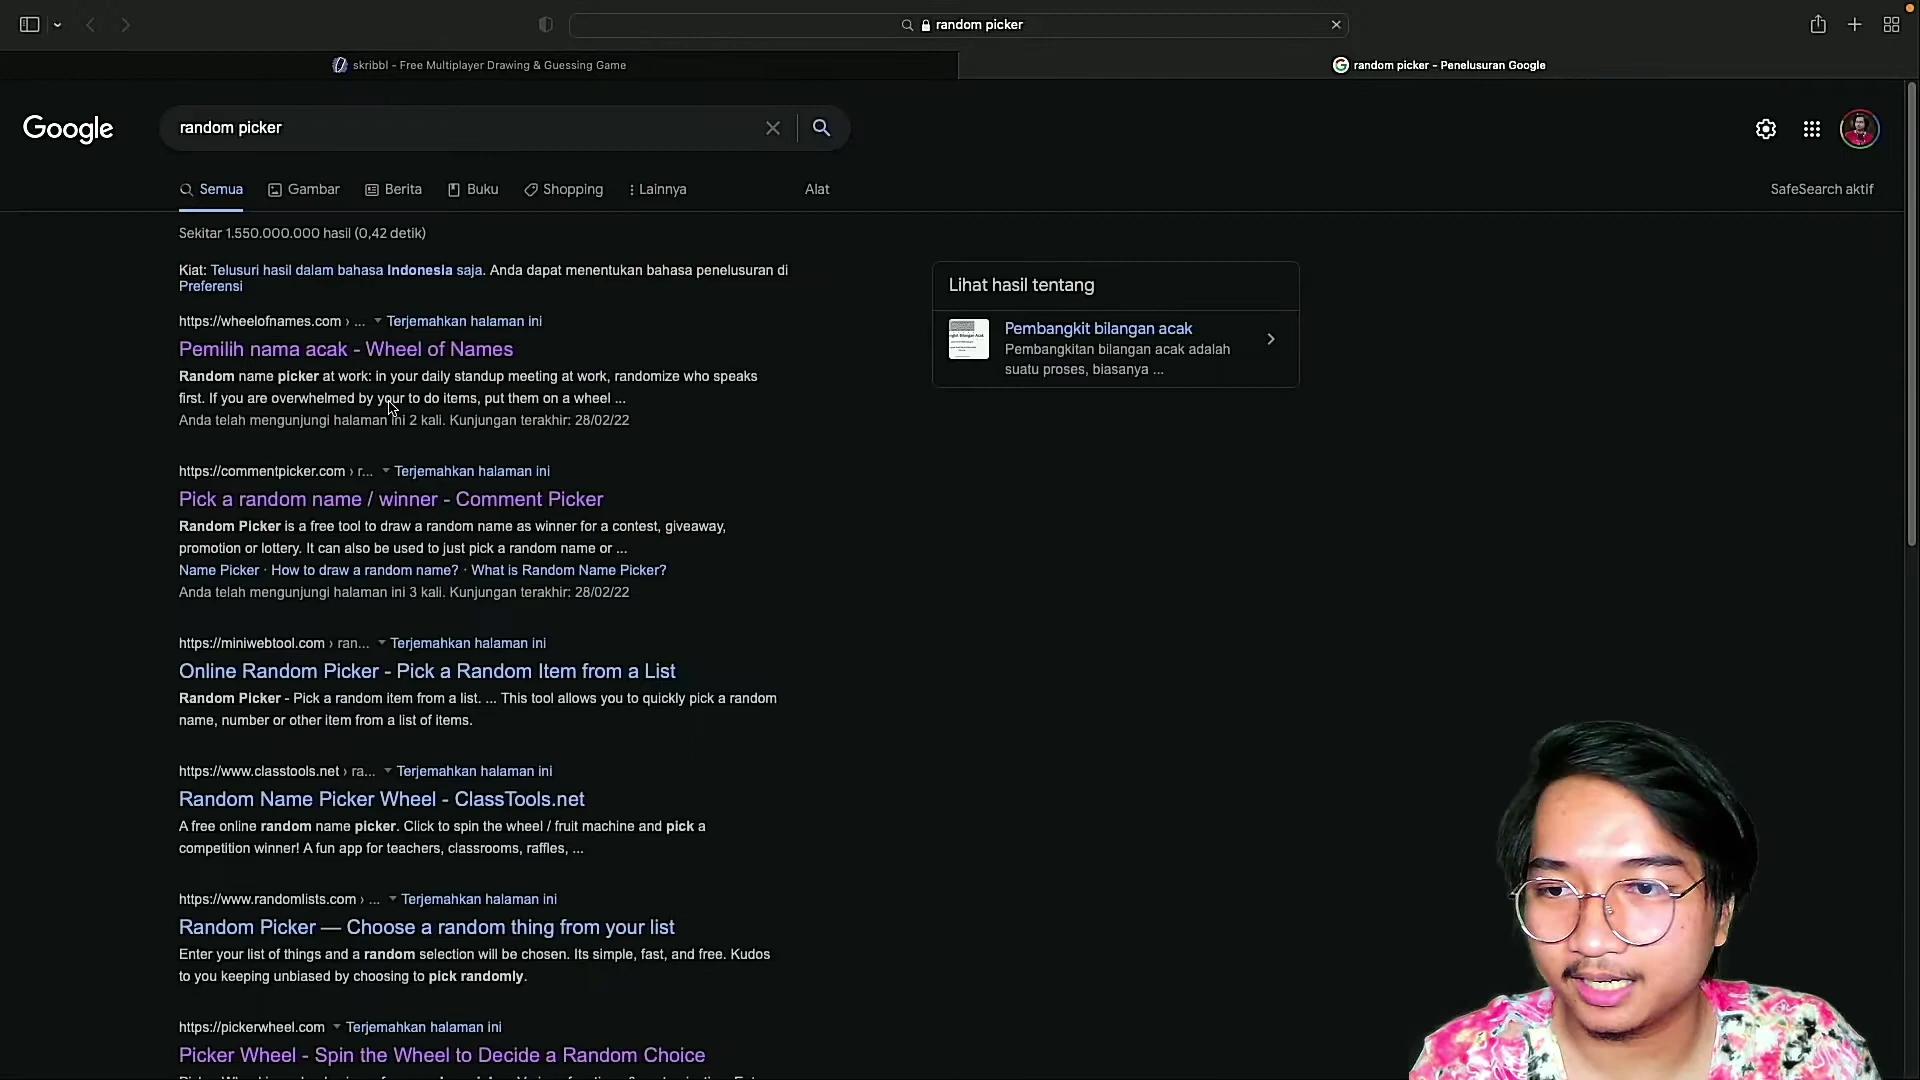 random picker
skribbl - Free Multiplayer Drawing & Guessing Game
random picker - Penelusuran Google
Google
random picker
Semua
Gambar
Berita
Buku
Shopping
Lainnya
Alat
SafeSearch aktif
Sekitar 1.550.000.000 hasil (0,42 detik)
Kiat: Telusuri hasil dalam bahasa Indonesia saja. Anda dapat menentukan bahasa penelusuran di
Preferensi
https://wheelofnames.com › ... Terjemahkan halaman ini
Pemilih nama acak - Wheel of Names
Random name picker at work: in your daily standup meeting at work, randomize who speaks
first. If you are overwhelmed by your to do items, put them on a wheel ...
Anda telah mengunjungi halaman ini 2 kali. Kunjungan terakhir: 28/02/22
https://commentpicker.com › r... Terjemahkan halaman ini
Pick a random name / winner - Comment Picker
Random Picker is a free tool to draw a random name as winner for a contest, giveaway,
promotion or lottery. It can also be used to just pick a random name or ...
Name Picker · How to draw a random name? · What is Random Name Picker?
Anda telah mengunjungi halaman ini 3 kali. Kunjungan terakhir: 28/02/22
https://miniwebtool.com › ran... Terjemahkan halaman ini
Online Random Picker - Pick a Random Item from a List
Random Picker - Pick a random item from a list. ... This tool allows you to quickly pick a random
name, number or other item from a list of items.
https://www.classtools.net › ra... Terjemahkan halaman ini
Random Name Picker Wheel - ClassTools.net
A free online random name picker. Click to spin the wheel / fruit machine and pick a
competition winner! A fun app for teachers, classrooms, raffles, ...
https://www.randomlists.com › ... Terjemahkan halaman ini
Random Picker — Choose a random thing from your list
Enter your list of things and a random selection will be chosen. Its simple, fast, and free. Kudos
to you keeping unbiased by choosing to pick randomly.
https://pickerwheel.com Terjemahkan halaman ini
Picker Wheel - Spin the Wheel to Decide a Random Choice
Lihat hasil tentang
Pembangkit bilangan acak
Pembangkitan bilangan acak adalah
suatu proses, biasanya ...